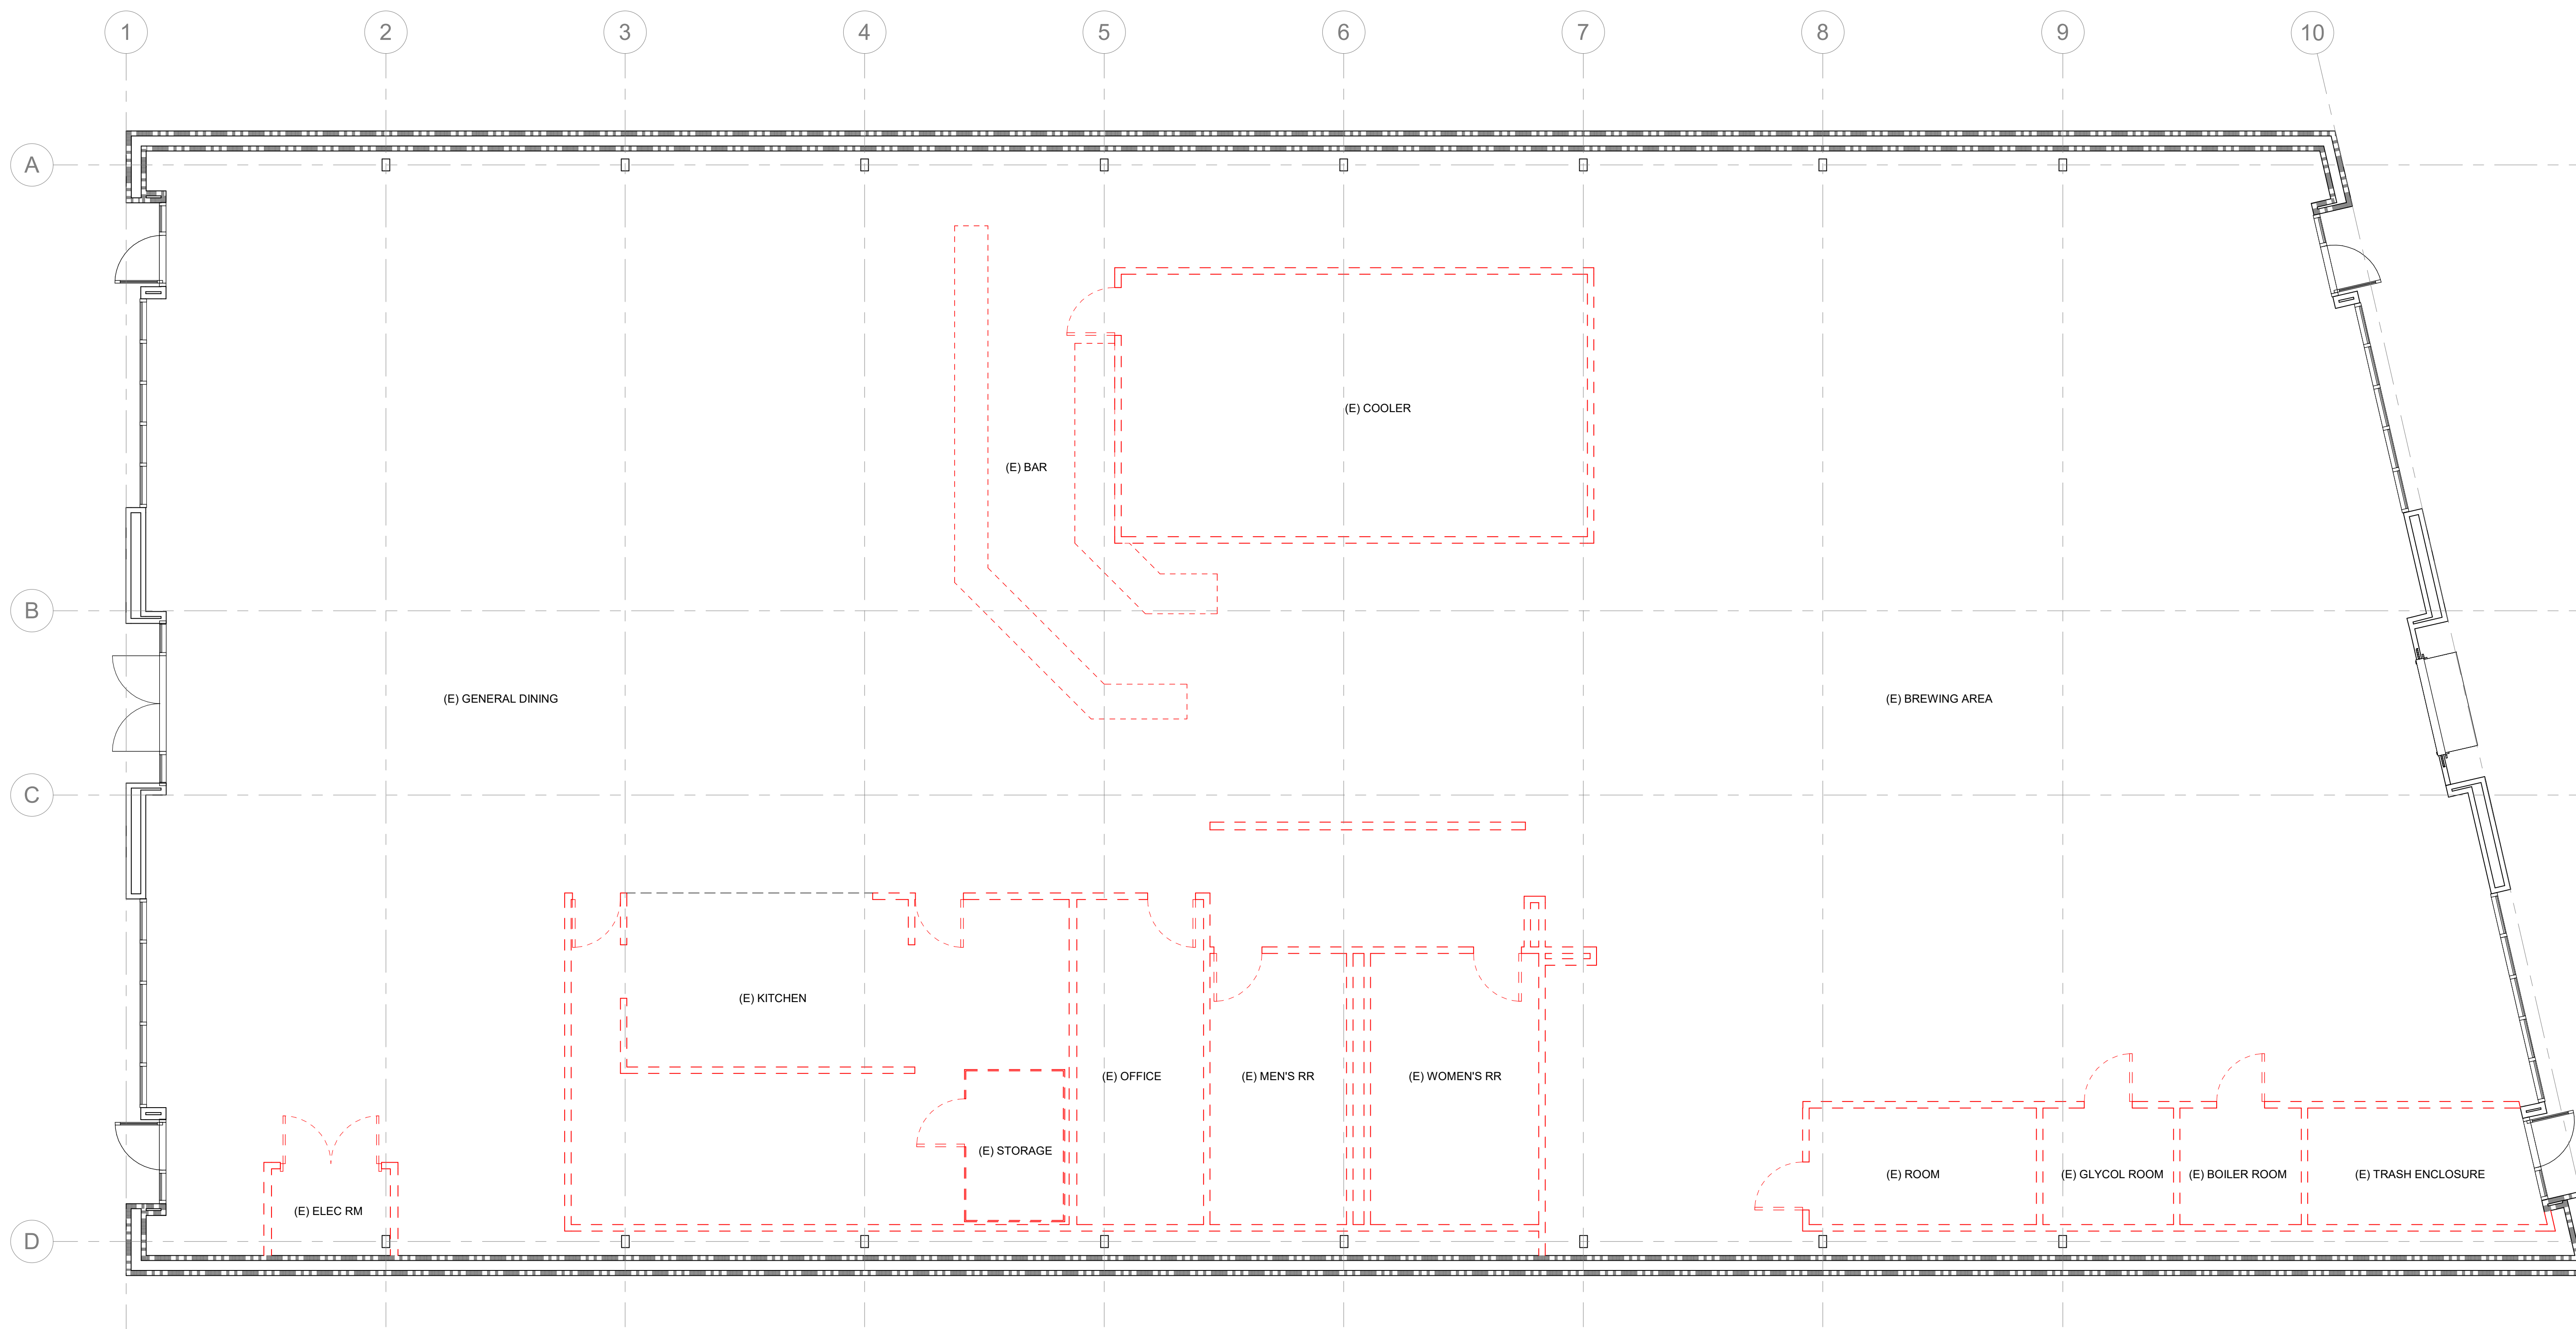 1
2
3
4
5
6
7
8
9
10
A
(E) COOLER
(E) BAR
B
(E) GENERAL DINING
(E) BREWING AREA
C
(E) KITCHEN
(E) OFFICE
(E) MEN'S RR
(E) WOMEN'S RR
(E) STORAGE
(E) ROOM
(E) GLYCOL ROOM
(E) BOILER ROOM
(E) TRASH ENCLOSURE
(E) ELEC RM
D